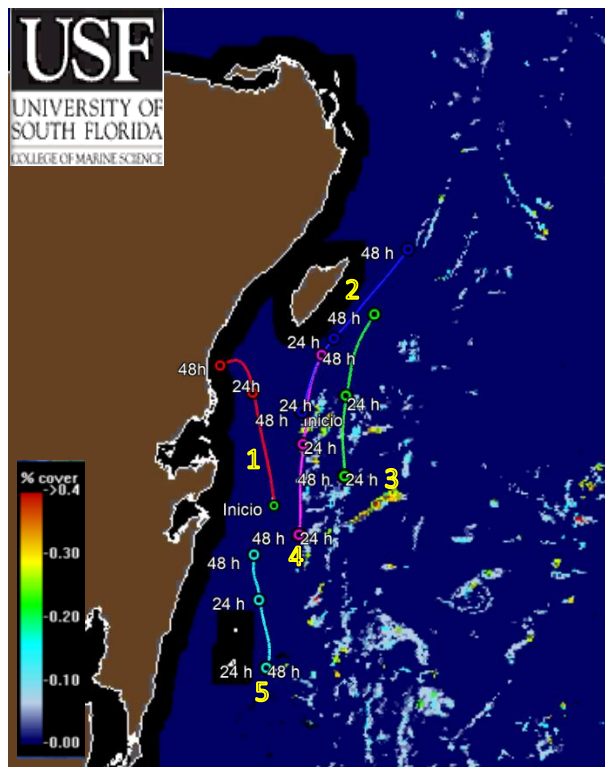 USF
UNIVERSITY OF
SOUTH FLORIDA
COLLEGE OF MARINE SCIENCE
48 h
2
48 h
24 h
48 h
48h
24h
24 h
24 h
48 h
Inicio
24 h
1
48 h
24 h
3
% cover
->0.4
-0.30
-0.20
-0.10
-0.00
Inicio
48 h
24 h
4
48 h
24 h
24 h
48 h
5